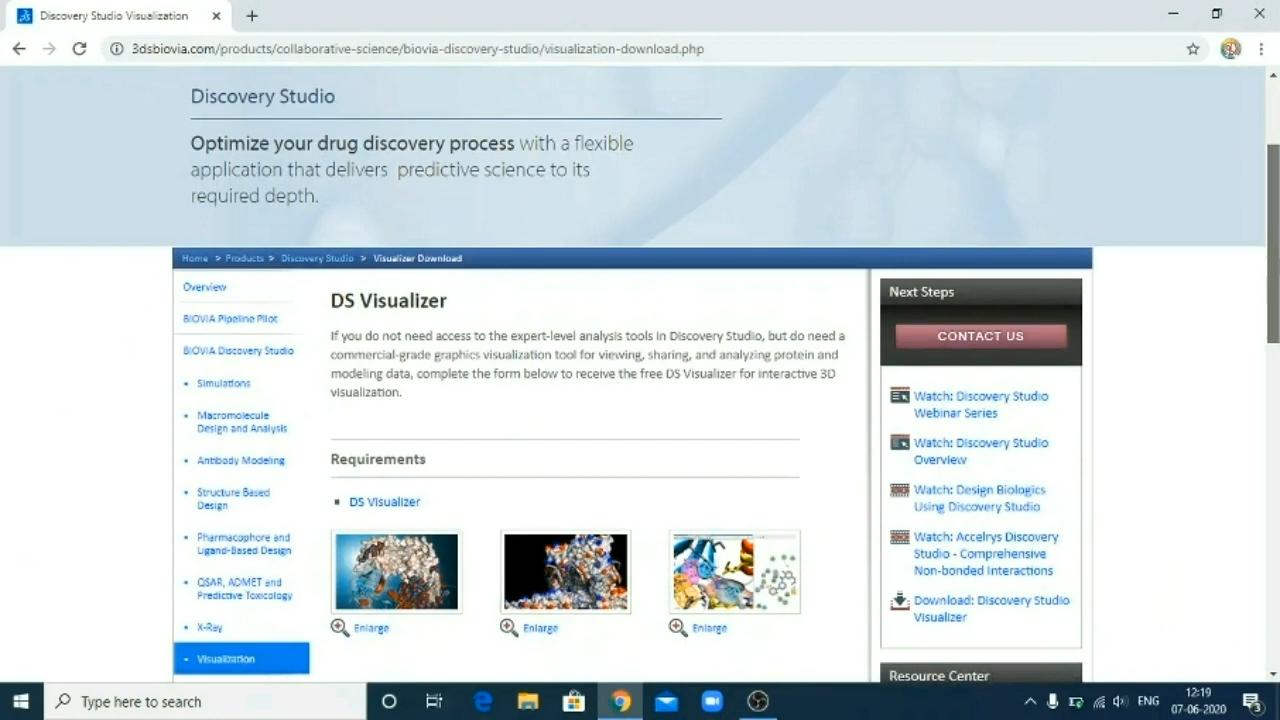 Discovery Studio Visualization
3dsbiovia.com/products/collaborative-science/biovia-discovery-studio/visualization-download.php
Discovery Studio
Optimize your drug discovery process with a flexible
application that delivers predictive science to its
required depth.
Home > Products > Discovery Studio > Visualizer Download
Overview
BIOVIA Pipeline Pilot
BIOVIA Discovery Studio
Simulations
Macromolecule
Design and Analysis
Antibody Modeling
Structure Based
Design
Pharmacophore and
Ligand-Based Design
QSAR, ADMET and
Predictive Toxicology
X-Ray
Visualization
DS Visualizer
If you do not need access to the expert-level analysis tools in Discovery Studio, but do need a
commercial-grade graphics visualization tool for viewing, sharing, and analyzing protein and
modeling data, complete the form below to receive the free DS Visualizer for interactive 3D
visualization.
Requirements
DS Visualizer
Enlarge
Enlarge
Enlarge
Next Steps
CONTACT US
Watch: Discovery Studio
Webinar Series
Watch: Discovery Studio
Overview
Watch: Design Biologics
Using Discovery Studio
Watch: Accelrys Discovery
Studio - Comprehensive
Non-bonded Interactions
Download: Discovery Studio
Visualizer
Resource Center
Type here to search
ENG
12:19
07-06-2020
3